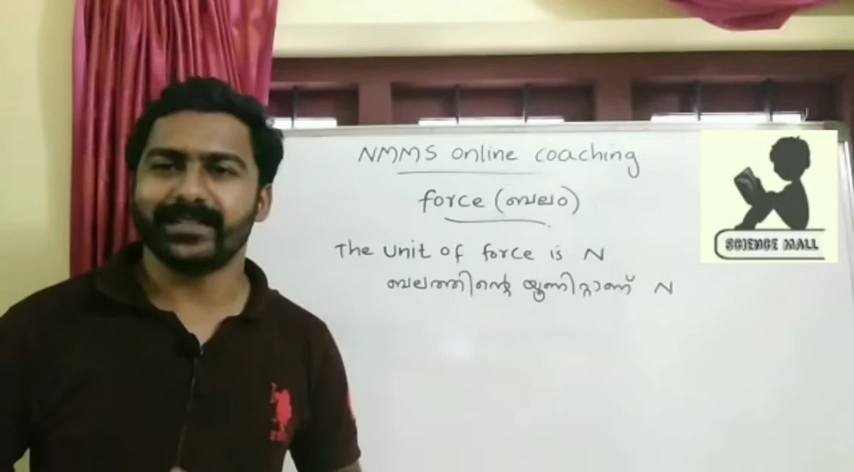 NMMS online coaching
force (ബലം)
The Unit of force is N
ബലത്തിന്റെ യൂണിറ്റാണ് N
SCIENCE MALL